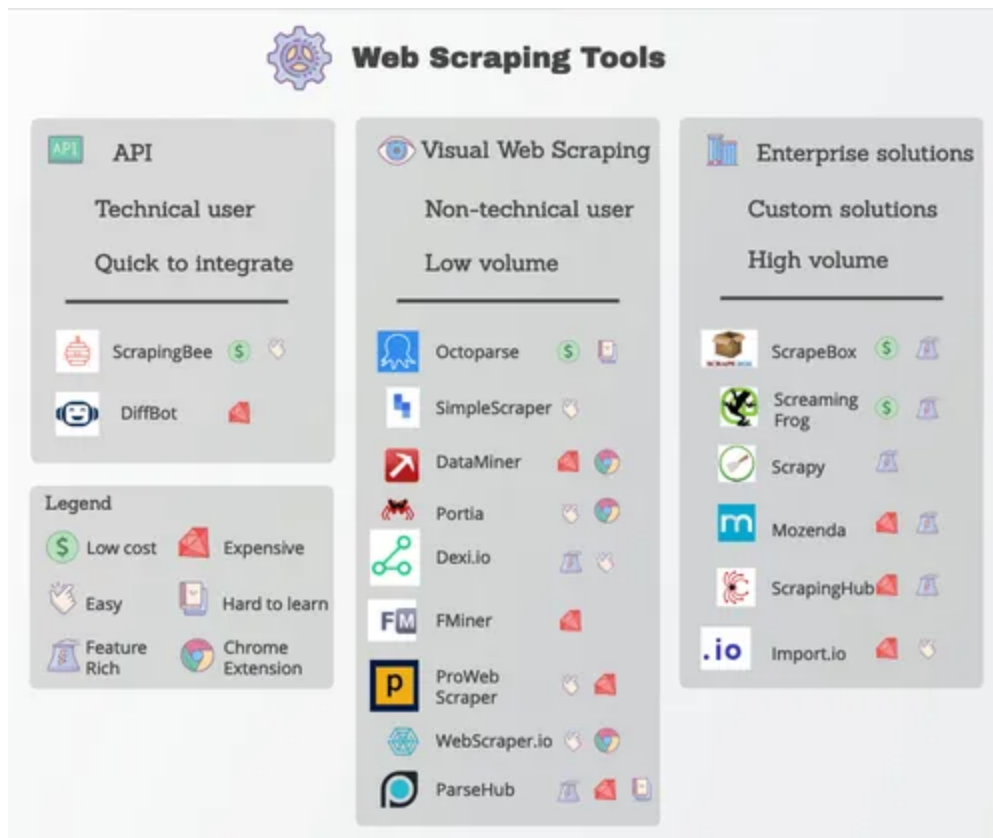 Web Scraping Tools
API
API
Technical user
Quick to integrate
ScrapingBee
DiffBot
Legend
Low cost
Expensive
Easy
Hard to learn
Feature
Rich
Chrome
Extension
Visual Web Scraping
Non-technical user
Low volume
Octoparse
SimpleScraper
DataMiner
Portia
Dexi.io
FM
FMiner
p
ProWeb
Scraper
WebScraper.io
ParseHub
Enterprise solutions
Custom solutions
High volume
SCRAPEBOX
ScrapeBox
Screaming
Frog
Scrapy
m
Mozenda
ScrapingHub
.io
Import.io